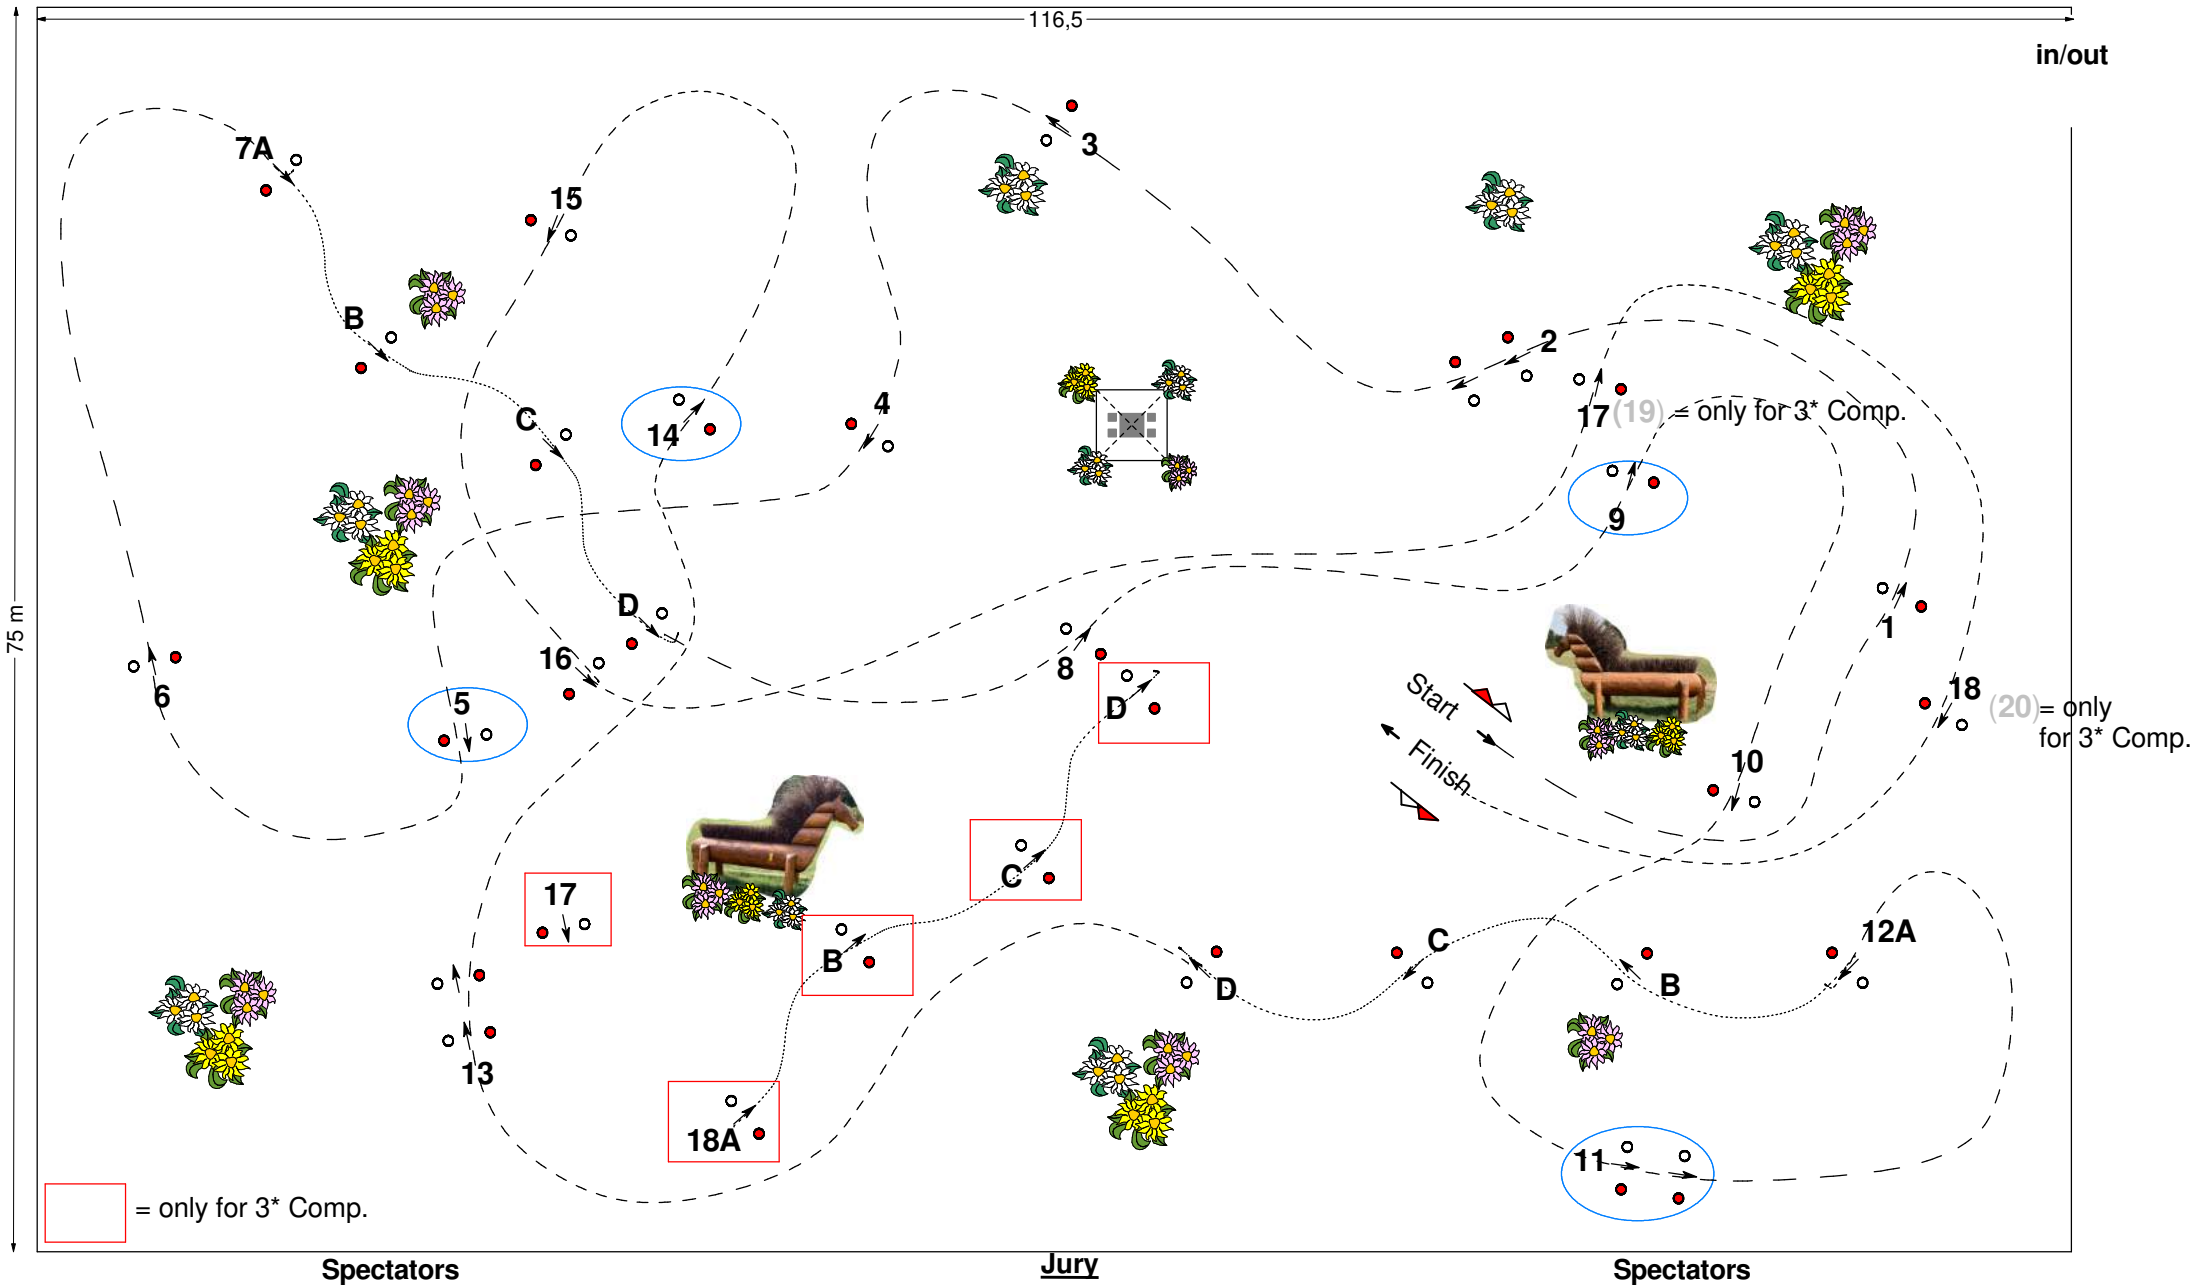 116,5
in/out
3
7A
15
2
B
4
17 (19) = only for 3* Comp.
C
14
9
75 m
D
1
16
8
6
5
D
Start
18 (20) = only
for 3* Comp.
Finish
10
C
17
12A
C
B
D
B
13
18A
11
= only for 3* Comp.
Spectators
Jury
Spectators